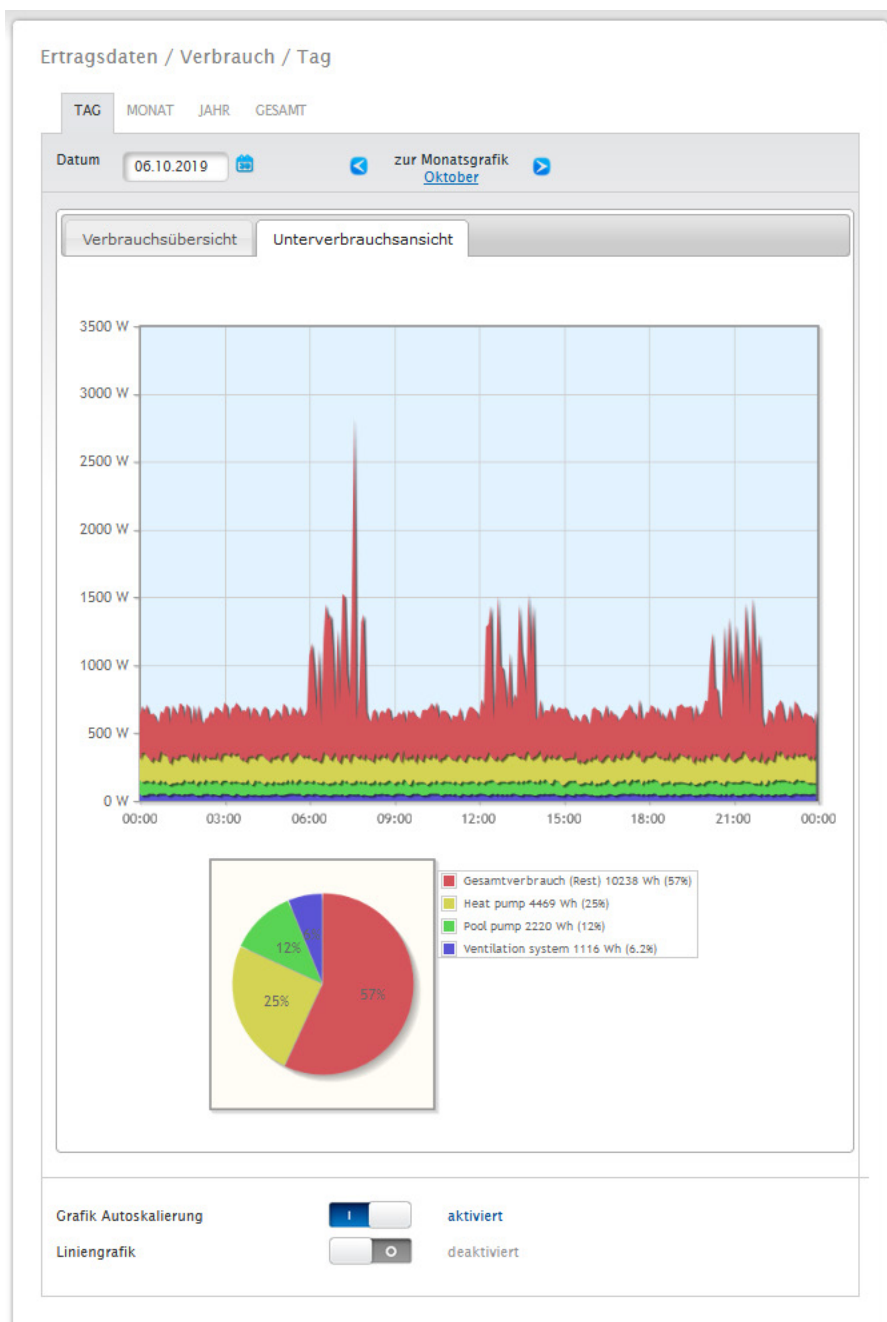 Ertragsdaten / Verbrauch / Tag
TAG MONAT JAHR GESAMT
Datum 06.10.2019 zur Monatsgrafik
Oktober
Verbrauchsübersicht Unterverbrauchsansicht
3500 W
3000 W
2500 W
2000 W
1500 W
1000 W
500 W
0 W
00:00 03:00 06:00 09:00 12:00 15:00 18:00 21:00 00:00
Gesamtverbrauch (Rest) 10238 Wh (57%)
Heat pump 4469 Wh (25%)
Pool pump 2220 Wh (12%)
Ventilation system 1116 Wh (6.2%)
12%
57%
25%
Grafik Autoskalierung I aktiviert
Liniengrafik O deaktiviert